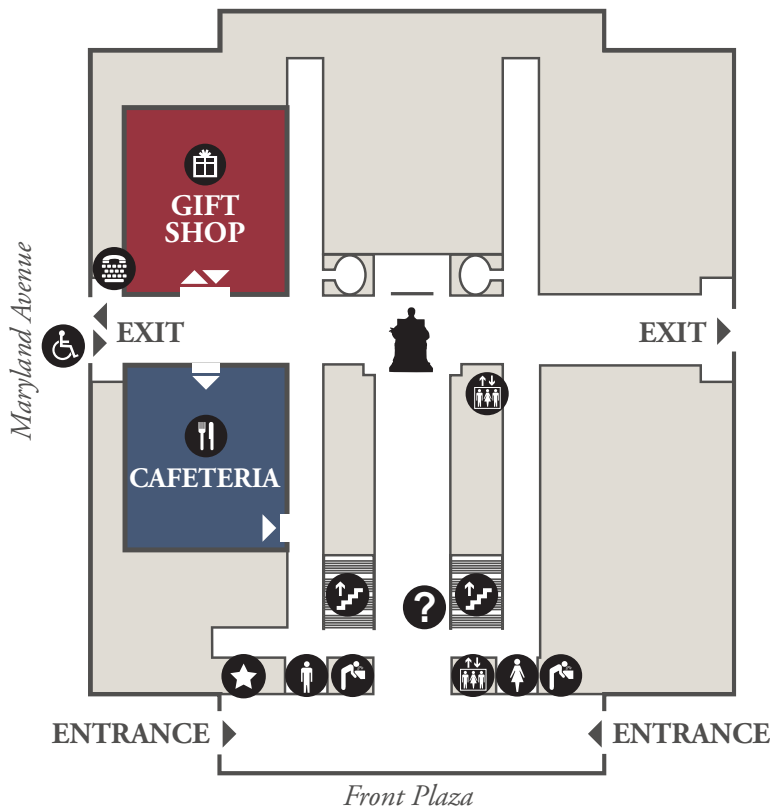 GIFT
SHOP
Maryland Avenue
EXIT
EXIT
CAFETERIA
?
ENTRANCE
ENTRANCE
Front Plaza